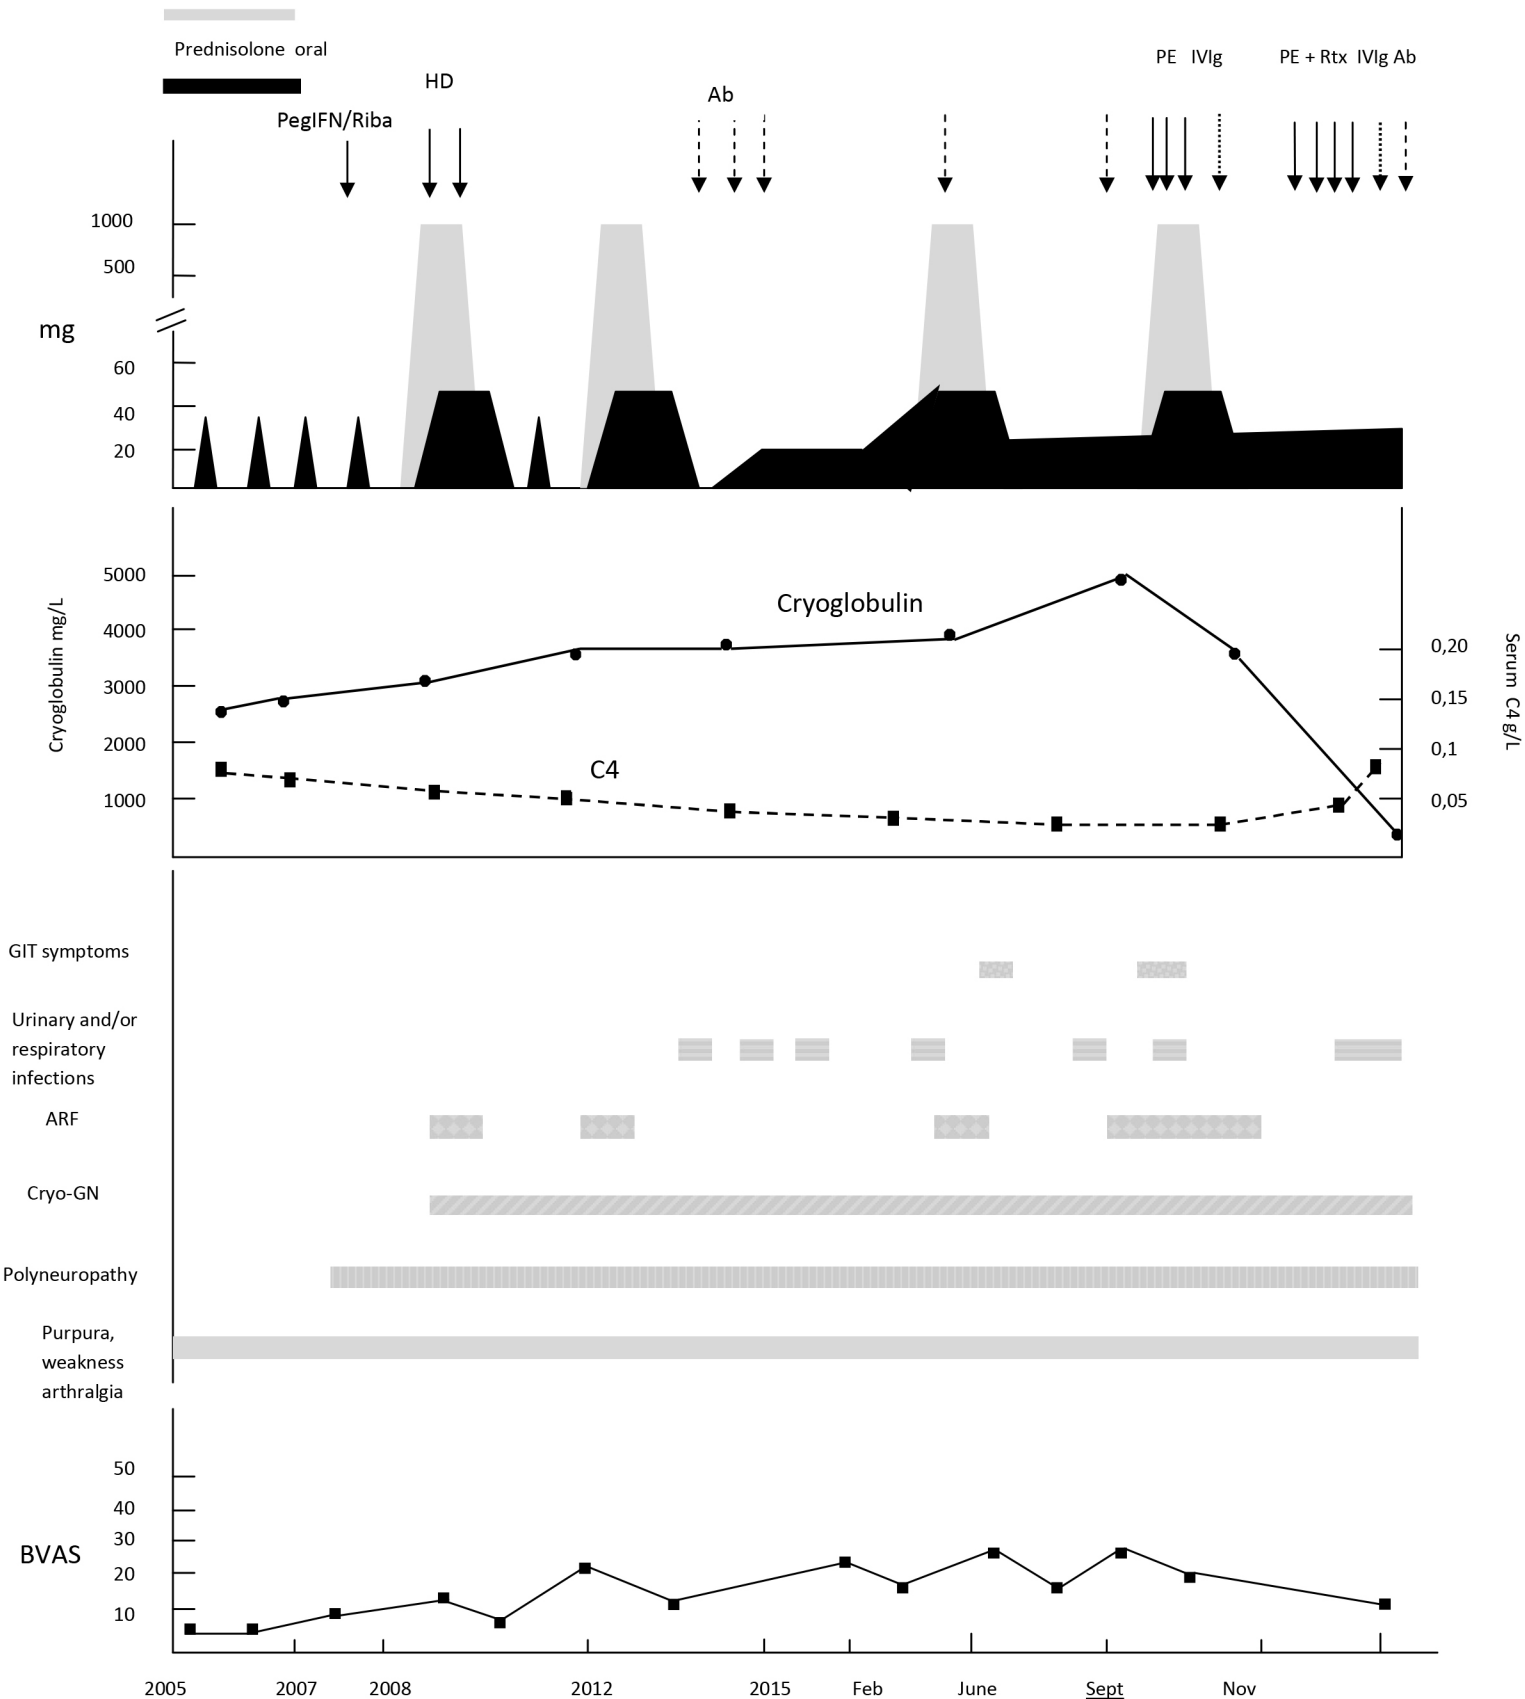 Prednisolone oral
PE IVIg PE + Rtx IVIg Ab
HD
Ab
PegIFN/Riba
1000
500
mg
60
40
20
5000
4000
3000
2000
1000
Cryoglobulin mg/L
Cryoglobulin
C4
0,20
0,15
0,1
0,05
Serum C4 g/L
GIT symptoms
Urinary and/or
respiratory
infections
ARF
Cryo-GN
Polyneuropathy
Purpura,
weakness
arthralgia
50
40
30
20
10
BVAS
2005 2007 2008 2012 2015 Feb June Sept Nov